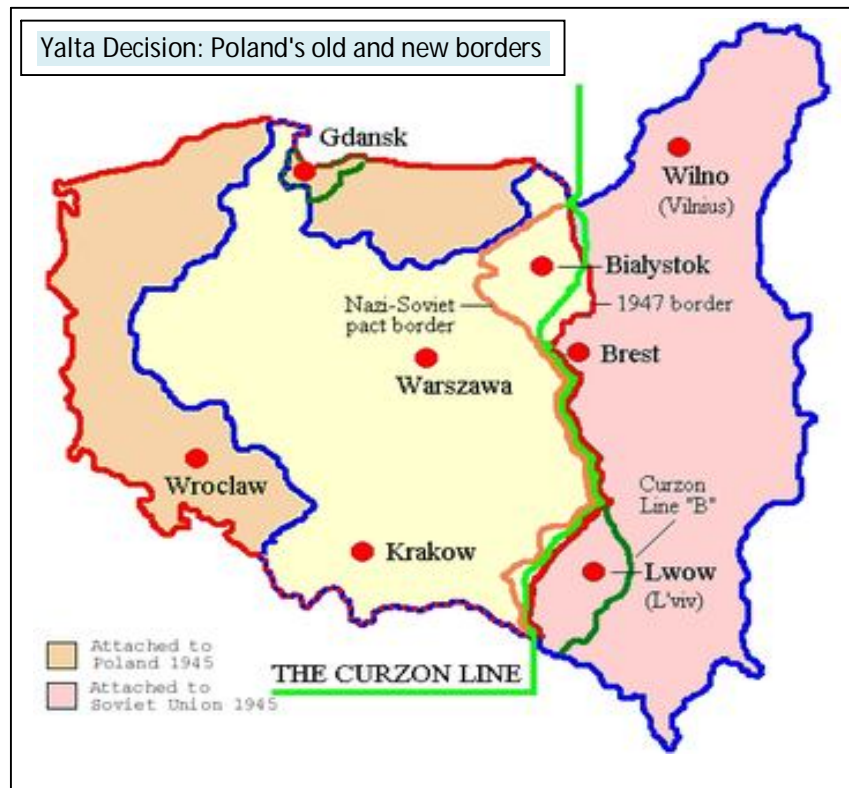 Yalta Decision: Poland's old and new borders
Gdansk
Wilno
(Vilnius)
Bialystok
Nazi-Soviet
pact border
1947 border
Brest
Warszawa
Wroclaw
Curzon
Line "B"
Krakow
Lwow
(L'viv)
Attached to
Poland 1945
THE CURZON LINE
Attached to
Soviet Union 1945